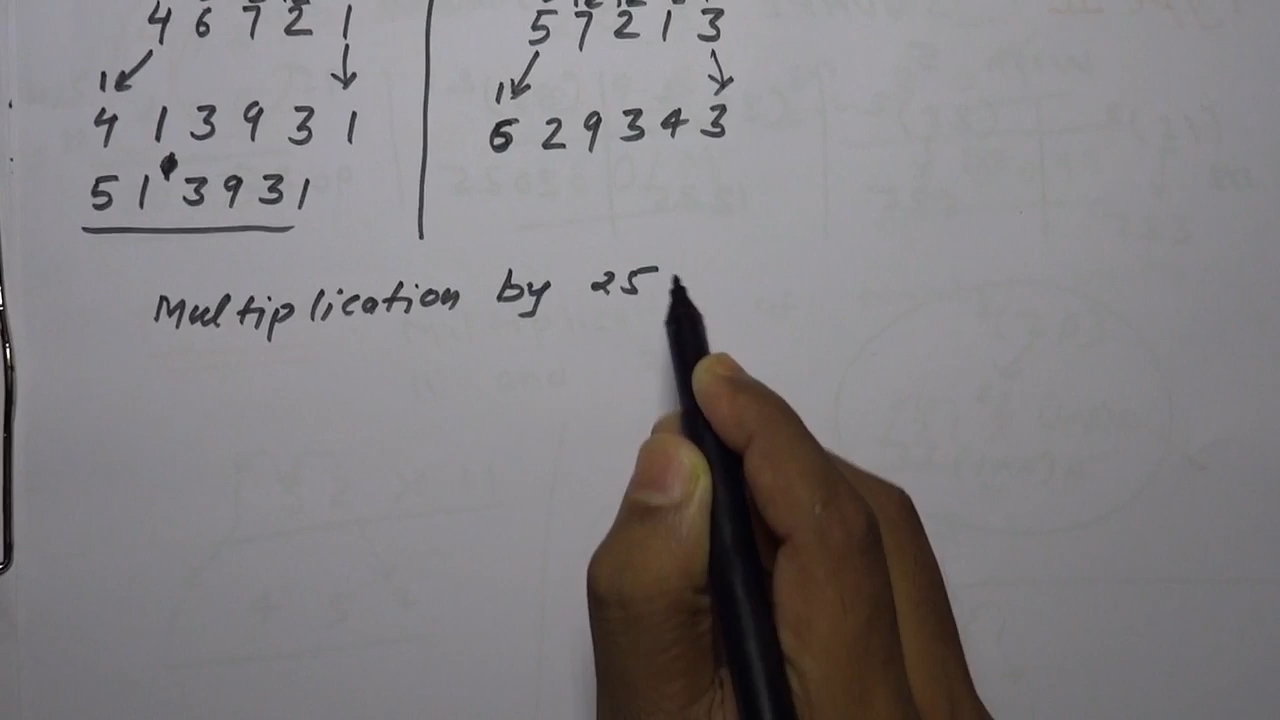 4 6 7 2 1
5 7 2 1 3
1
4 1 3 9 3 1
1
6 2 9 3 4 3
5 1 3 9 3 1
Multiplication by 25